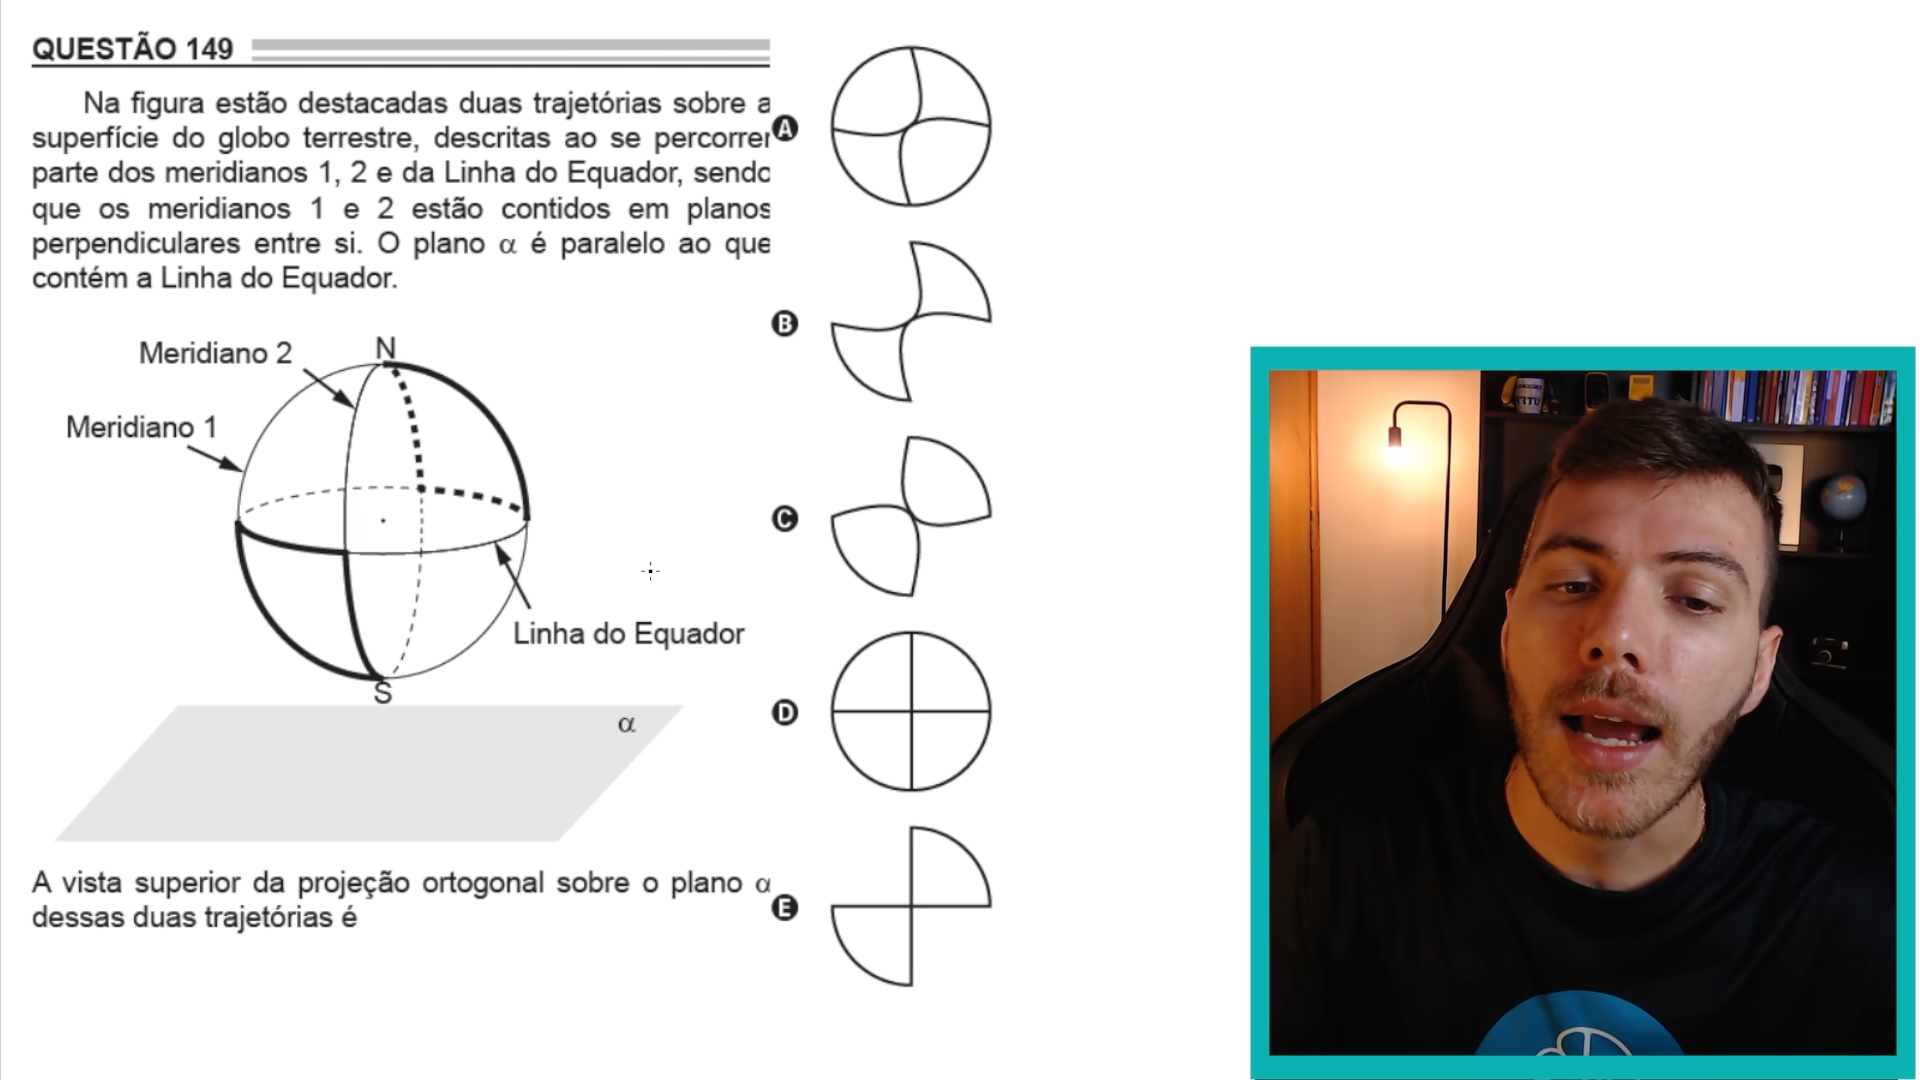 QUESTÃO 149
Na figura estão destacadas duas trajetórias sobre a
superfície do globo terrestre, descritas ao se percorrer
parte dos meridianos 1, 2 e da Linha do Equador, sendo
que os meridianos 1 e 2 estão contidos em planos
perpendiculares entre si. O plano α é paralelo ao que
contém a Linha do Equador.
Meridiano 2
N
Meridiano 1
Linha do Equador
S
α
A vista superior da projeção ortogonal sobre o plano α
dessas duas trajetórias é
A
B
C
D
E